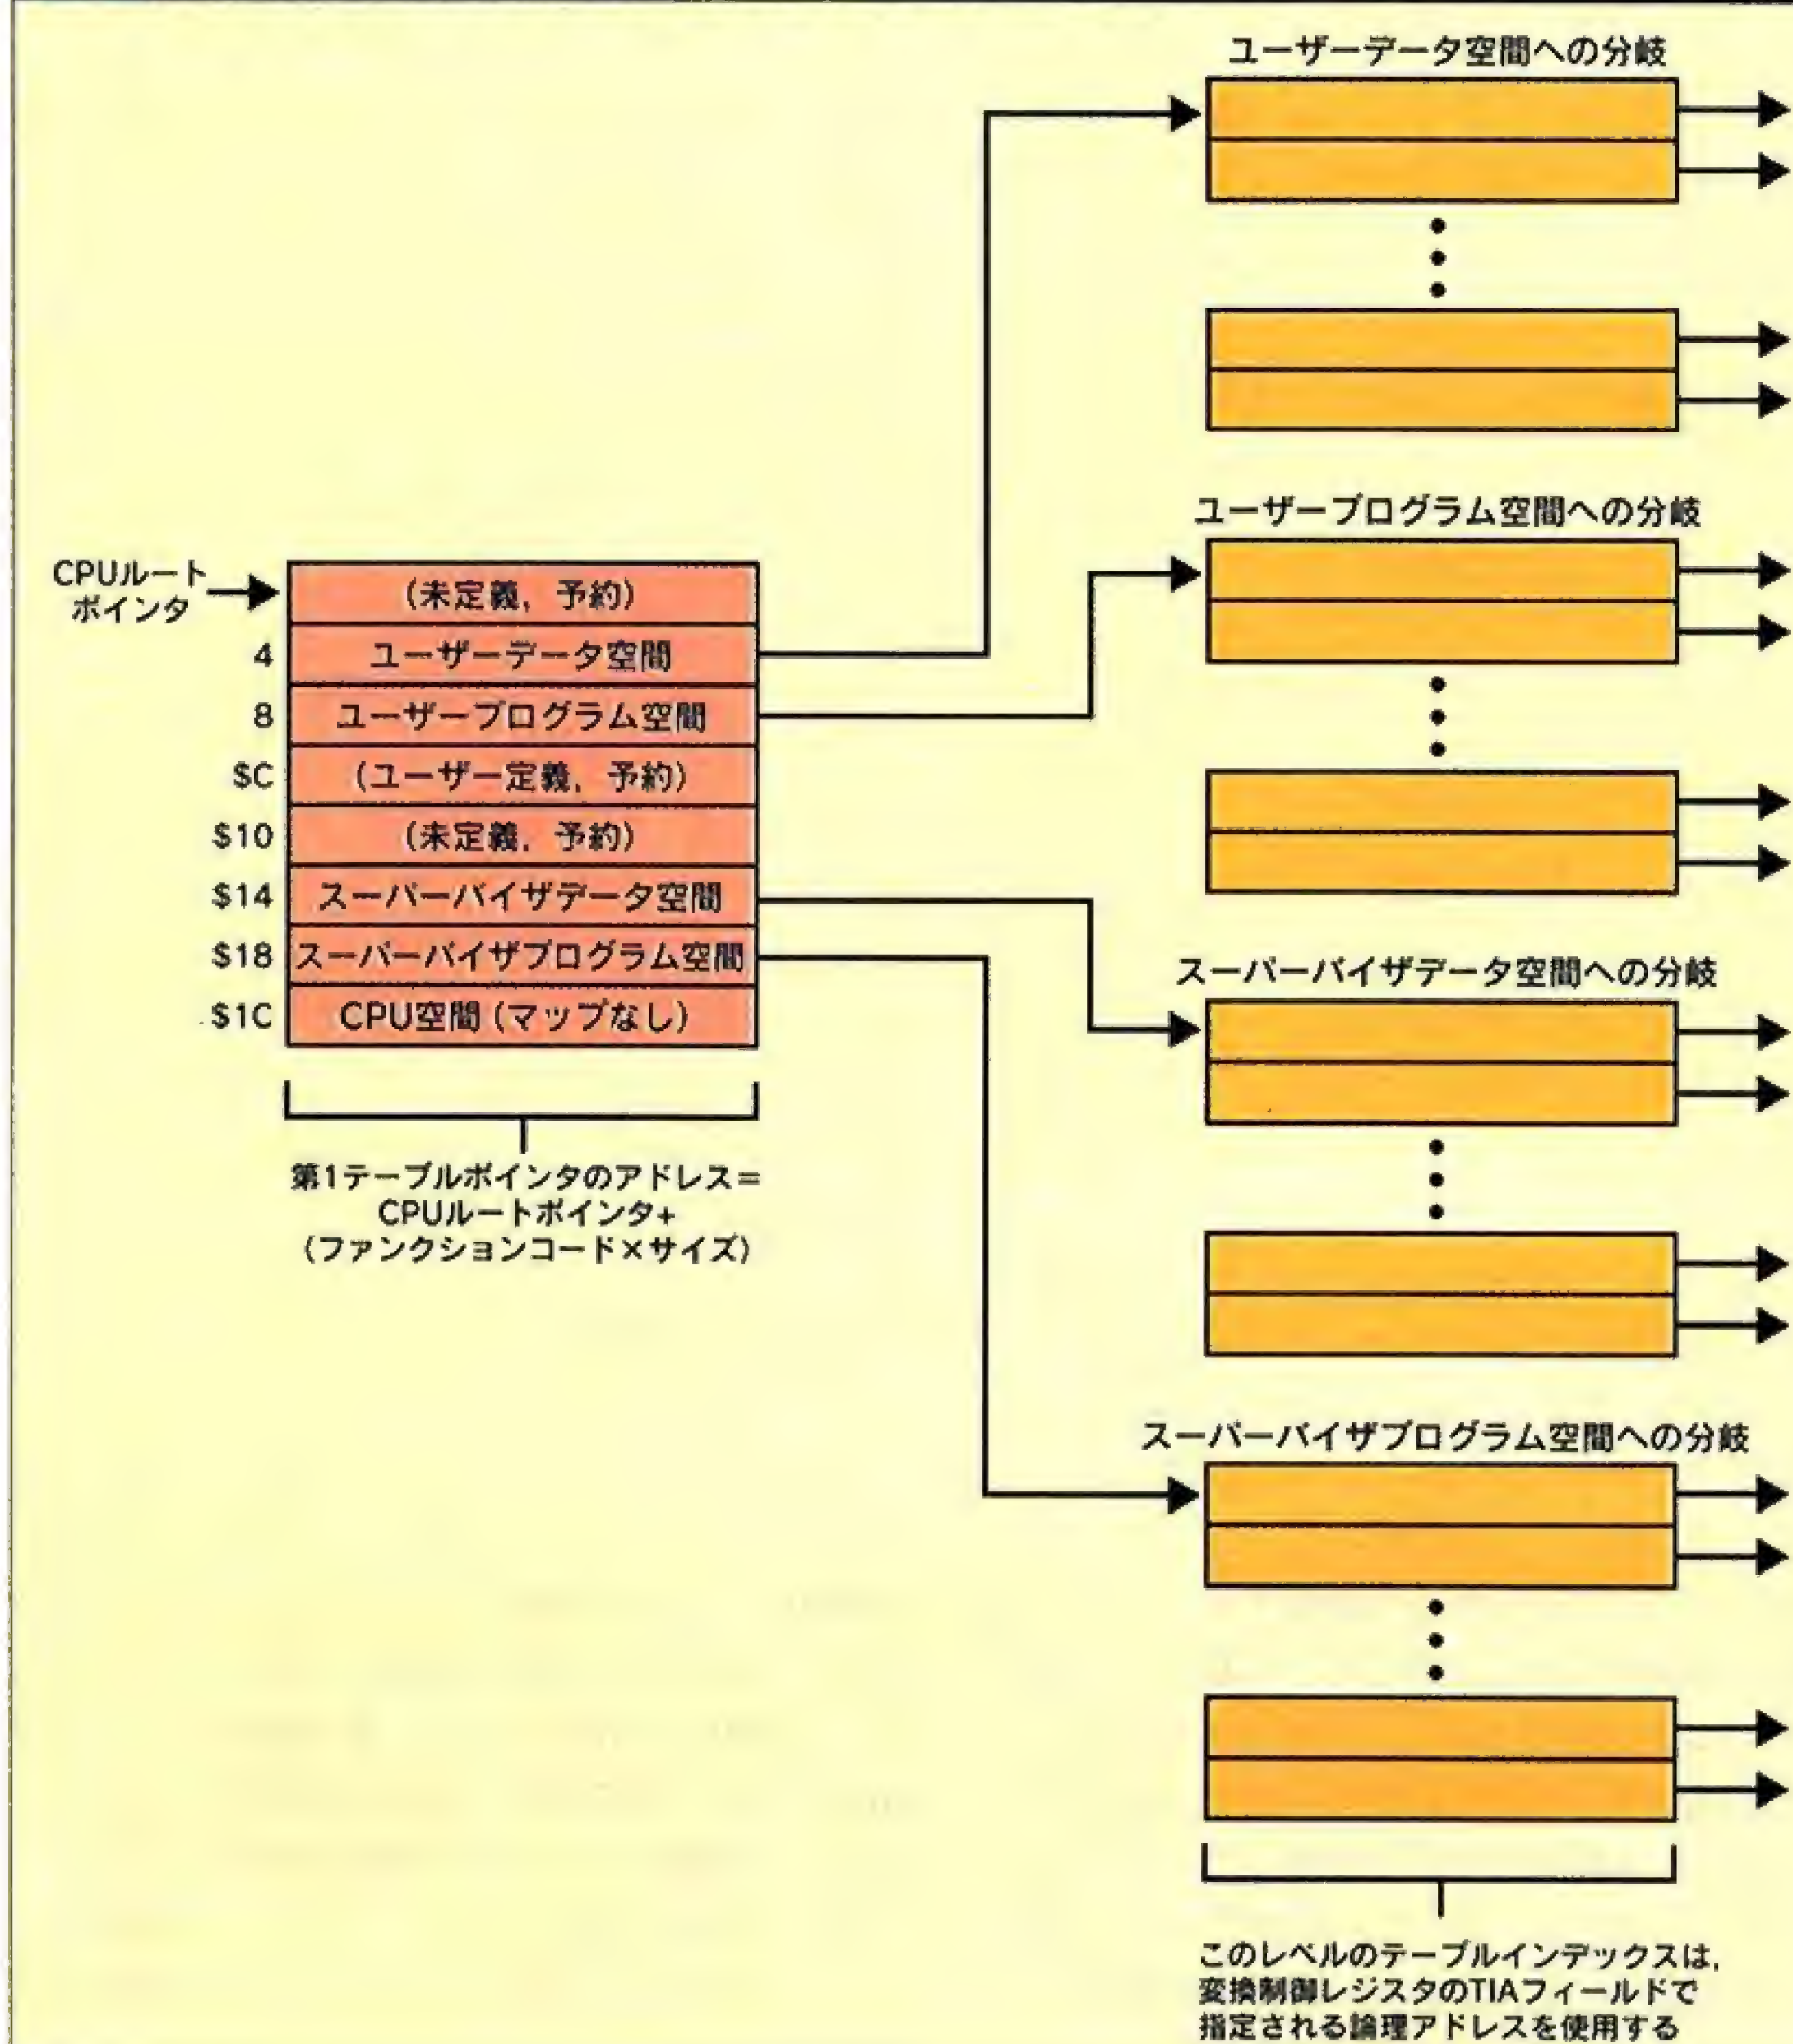 ユーザーデータ空間への分岐
ユーザープログラム空間への分岐
CPUルート
ポインタ
(未定義，予約)
4
ユーザーデータ空間
8
ユーザープログラム空間
$C
(ユーザー定義，予約)
$10
(未定義，予約)
$14
スーパーバイザデータ空間
$18
スーパーバイザプログラム空間
$1C
CPU空間(マップなし)
第1テーブルポインタのアドレス＝
CPUルートポインタ+
(ファンクションコード×サイズ)
スーパーバイザデータ空間への分岐
スーパーバイザプログラム空間への分岐
このレベルのテーブルインデックスは，
変換制御レジスタのTIAフィールドで
指定される論理アドレスを使用する